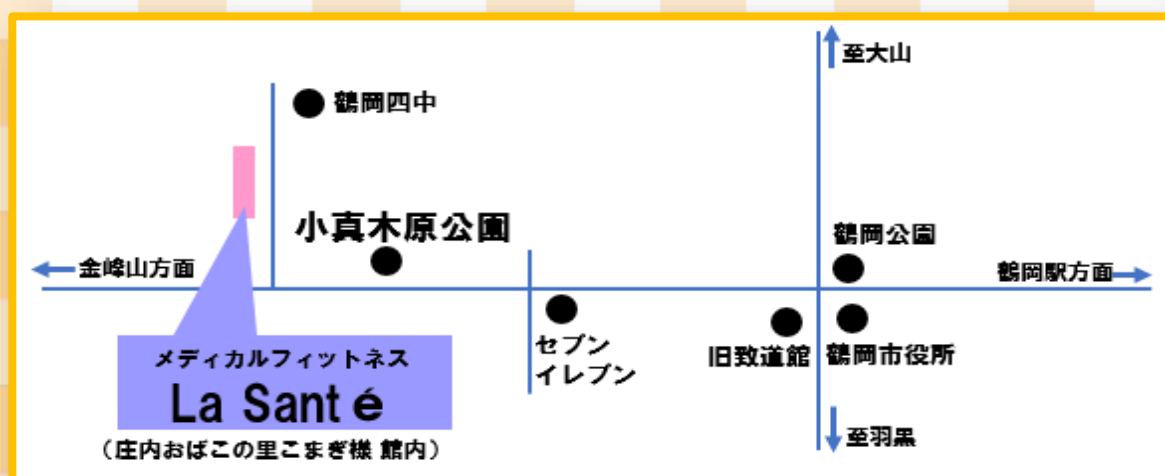 至大山
鶴岡四中
小真木原公園
鶴岡公園
金峰山方面
鶴岡駅方面
セブン
イレブン
旧致道館
鶴岡市役所
メディカルフィットネス
La Santé
(庄内おばこの里こまぎ様 館内)
至羽黒